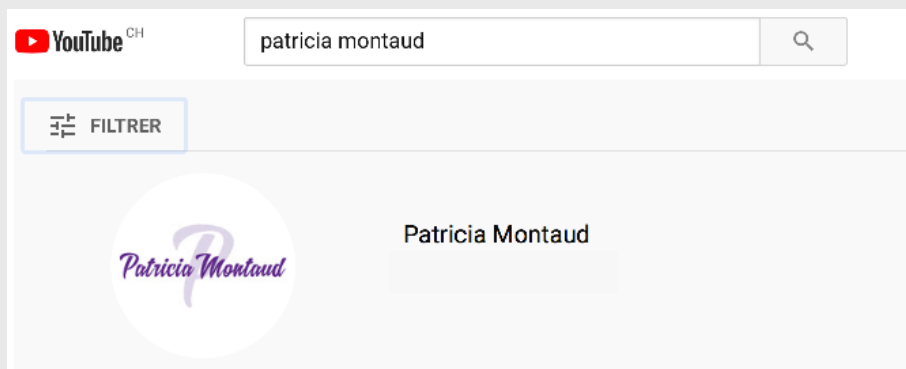 YouTube CH
patricia montaud
FILTRER
Patricia Montaud
Patricia Montaud